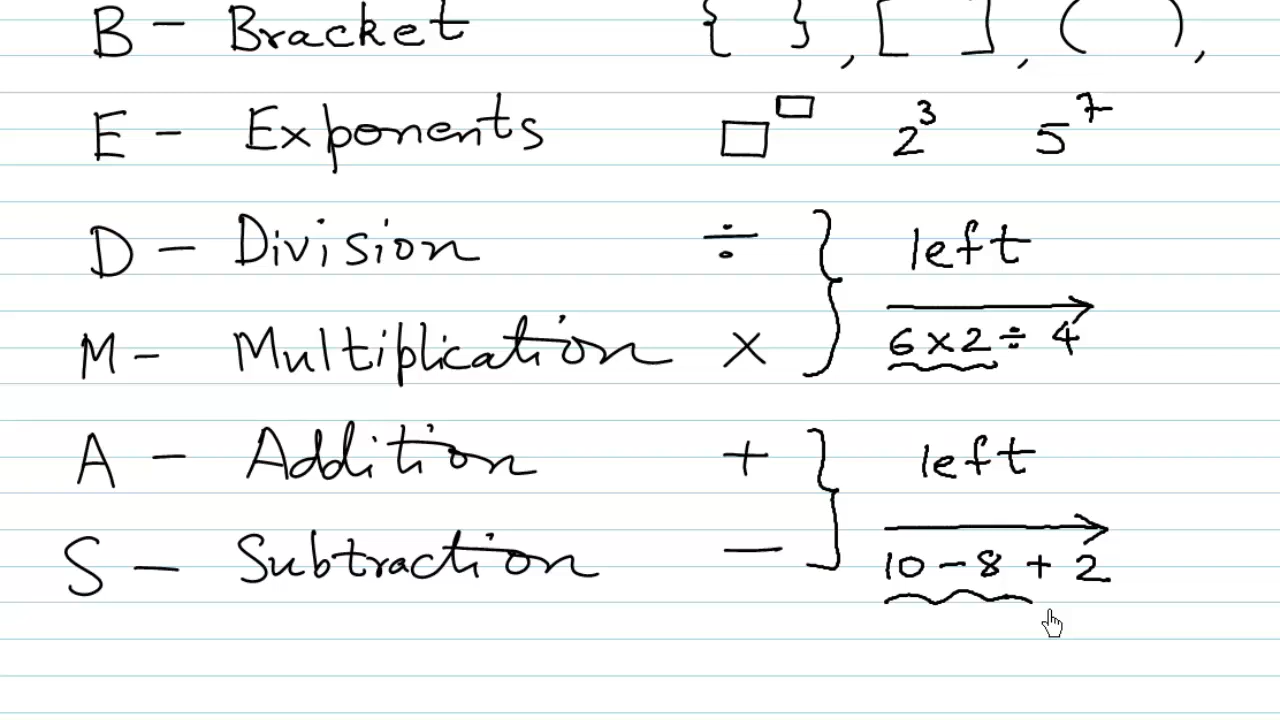 B - Bracket { } , [ ] , ( ) ,
E - Exponents □^□ 2³ 5⁷
D - Division ÷ } left
M - Multiplication × 6 × 2 ÷ 4
A - Addition + } left
S - Subtraction − 10 − 8 + 2